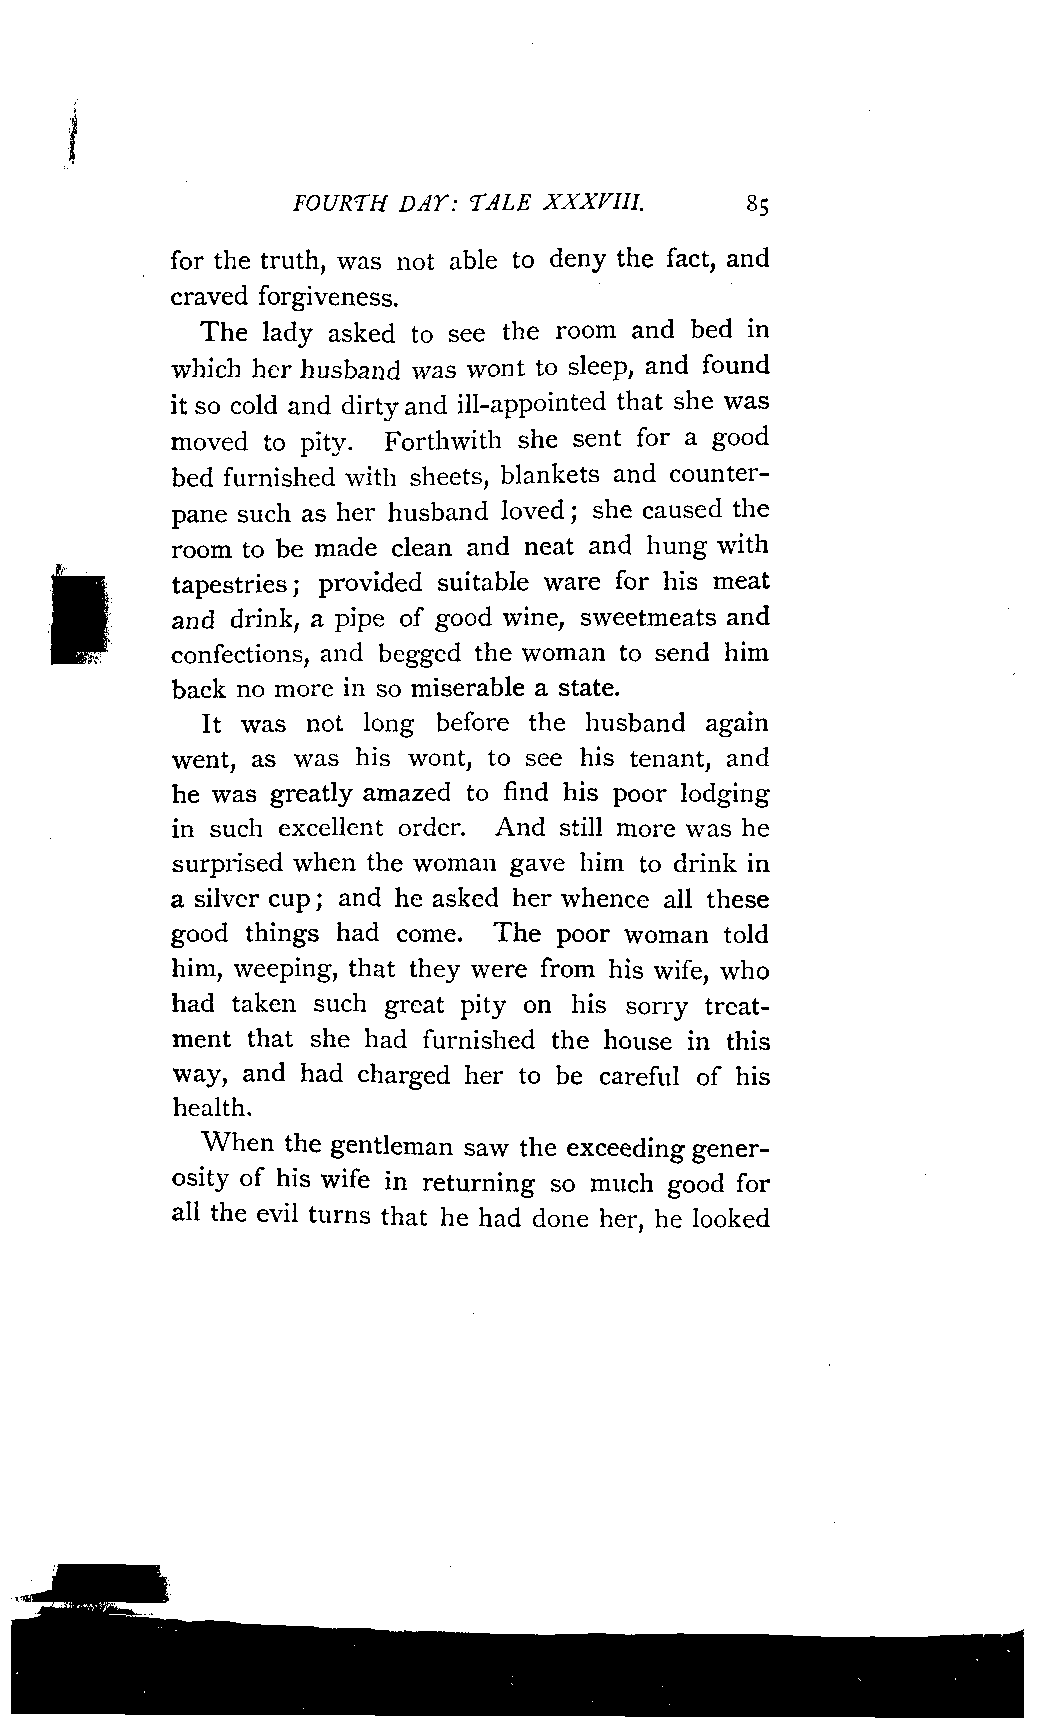 FOURTH DAY: TALE XXXVIII. 85
for the truth, was not able to deny the fact, and
craved forgiveness.
The lady asked to see the room and bed in
which her husband was wont to sleep, and found
it so cold and dirty and ill-appointed that she was
moved to pity. Forthwith she sent for a good
bed furnished with sheets, blankets and counter-
pane such as her husband loved; she caused the
room to be made clean and neat and hung with
tapestries; provided suitable ware for his meat
and drink, a pipe of good wine, sweetmeats and
confections, and begged the woman to send him
back no more in so miserable a state.
It was not long before the husband again
went, as was his wont, to see his tenant, and
he was greatly amazed to find his poor lodging
in such excellent order. And still more was he
surprised when the woman gave him to drink in
a silver cup; and he asked her whence all these
good things had come. The poor woman told
him, weeping, that they were from his wife, who
had taken such great pity on his sorry treat-
ment that she had furnished the house in this
way, and had charged her to be careful of his
health.
When the gentleman saw the exceeding gener-
osity of his wife in returning so much good for
all the evil turns that he had done her, he looked